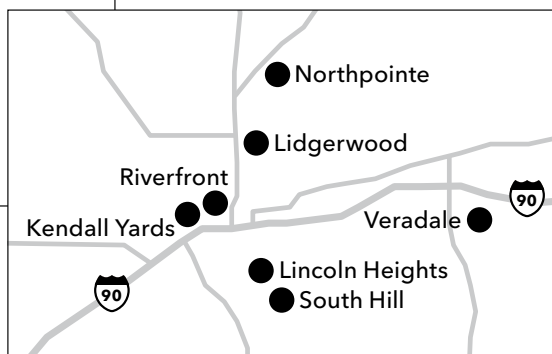 Northpointe
Lidgerwood
Riverfront
Kendall Yards
Veradale
90
Lincoln Heights
90
South Hill